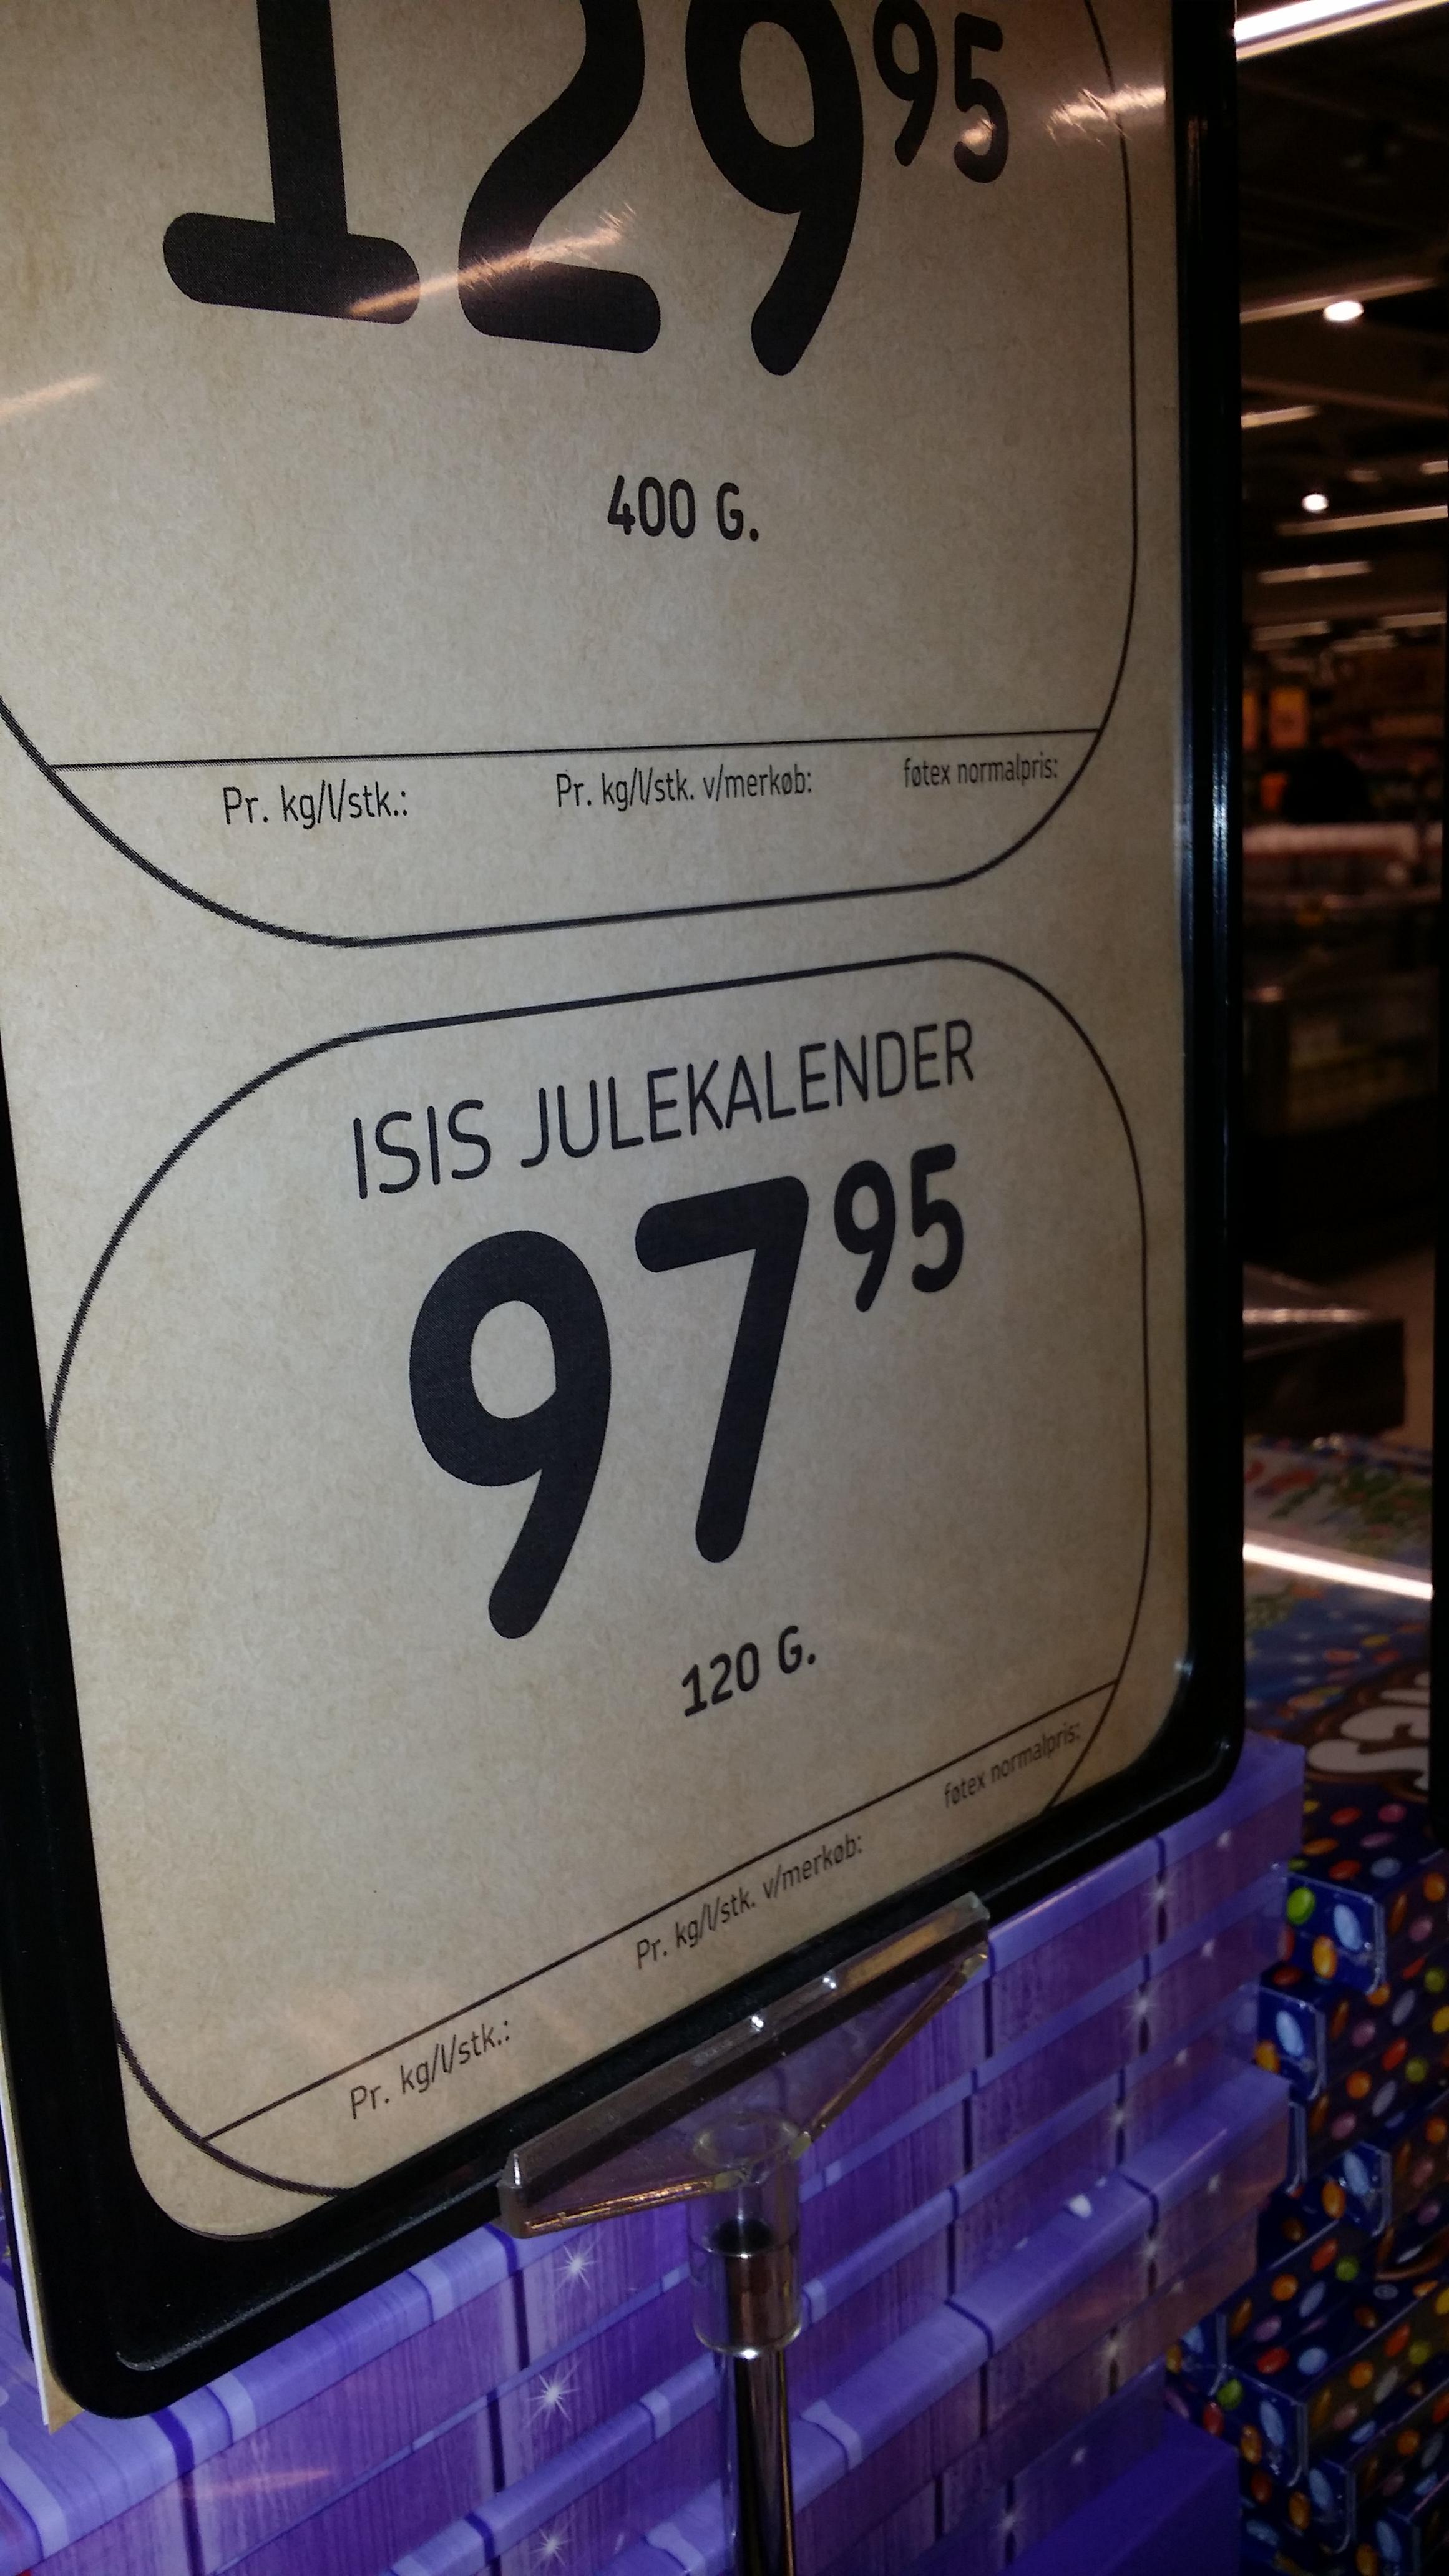 129 95
400 G.
Pr. kg/l/stk.: Pr. kg/l/stk. v/merkøb: føtex normalpris:
ISIS JULEKALENDER
97 95
120 G.
Pr. kg/l/stk.: Pr. kg/l/stk. v/merkøb: føtex normalpris: